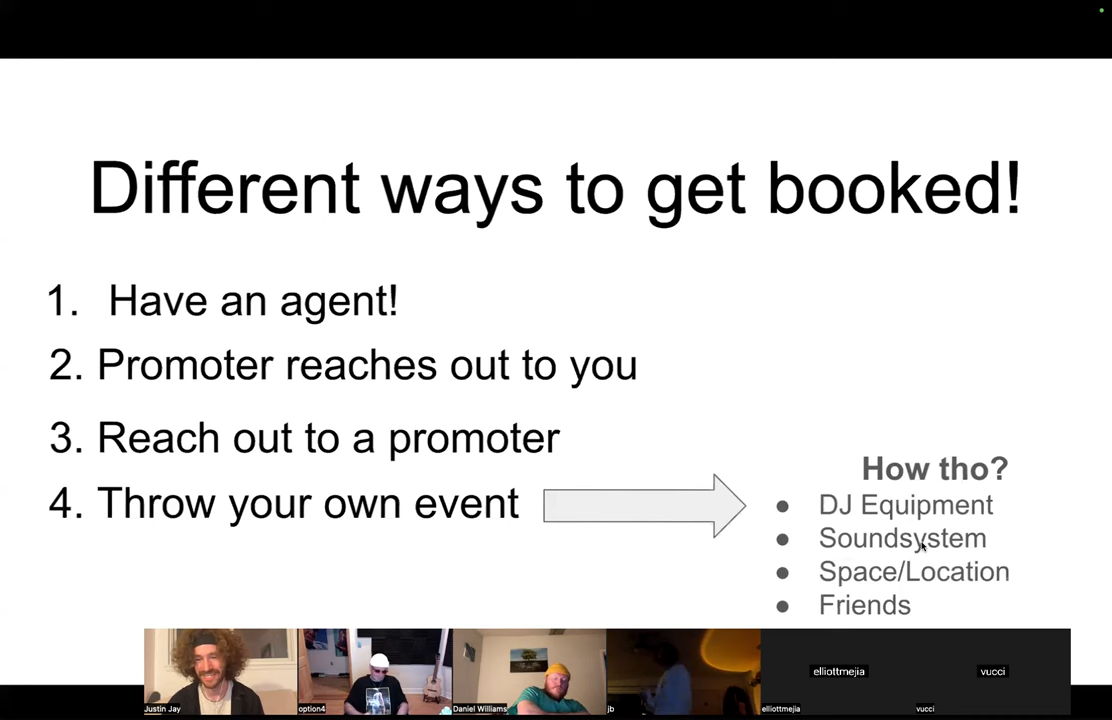 Different ways to get booked!
1. Have an agent!
2. Promoter reaches out to you
3. Reach out to a promoter
4. Throw your own event
How tho?
● DJ Equipment
● Soundsystem
● Space/Location
● Friends
elliottmejia
vucci
Justin Jay
option4
Daniel Williams
jb
elliottmejia
vucci